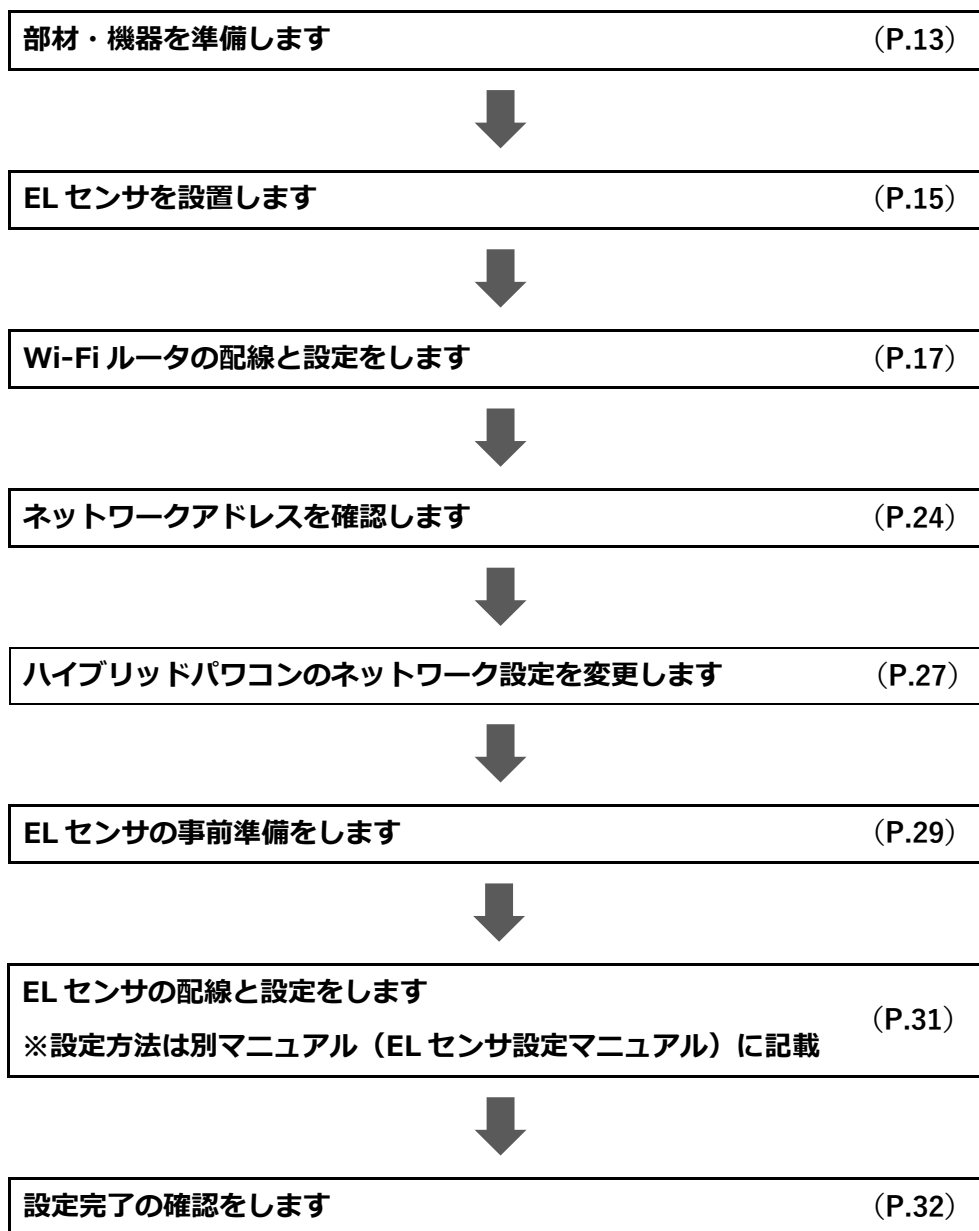 部材・機器を準備します （P.13）
EL センサを設置します （P.15）
Wi-Fi ルータの配線と設定をします （P.17）
ネットワークアドレスを確認します （P.24）
ハイブリッドパワコンのネットワーク設定を変更します （P.27）
EL センサの事前準備をします （P.29）
EL センサの配線と設定をします
※設定方法は別マニュアル（EL センサ設定マニュアル）に記載 （P.31）
設定完了の確認をします （P.32）